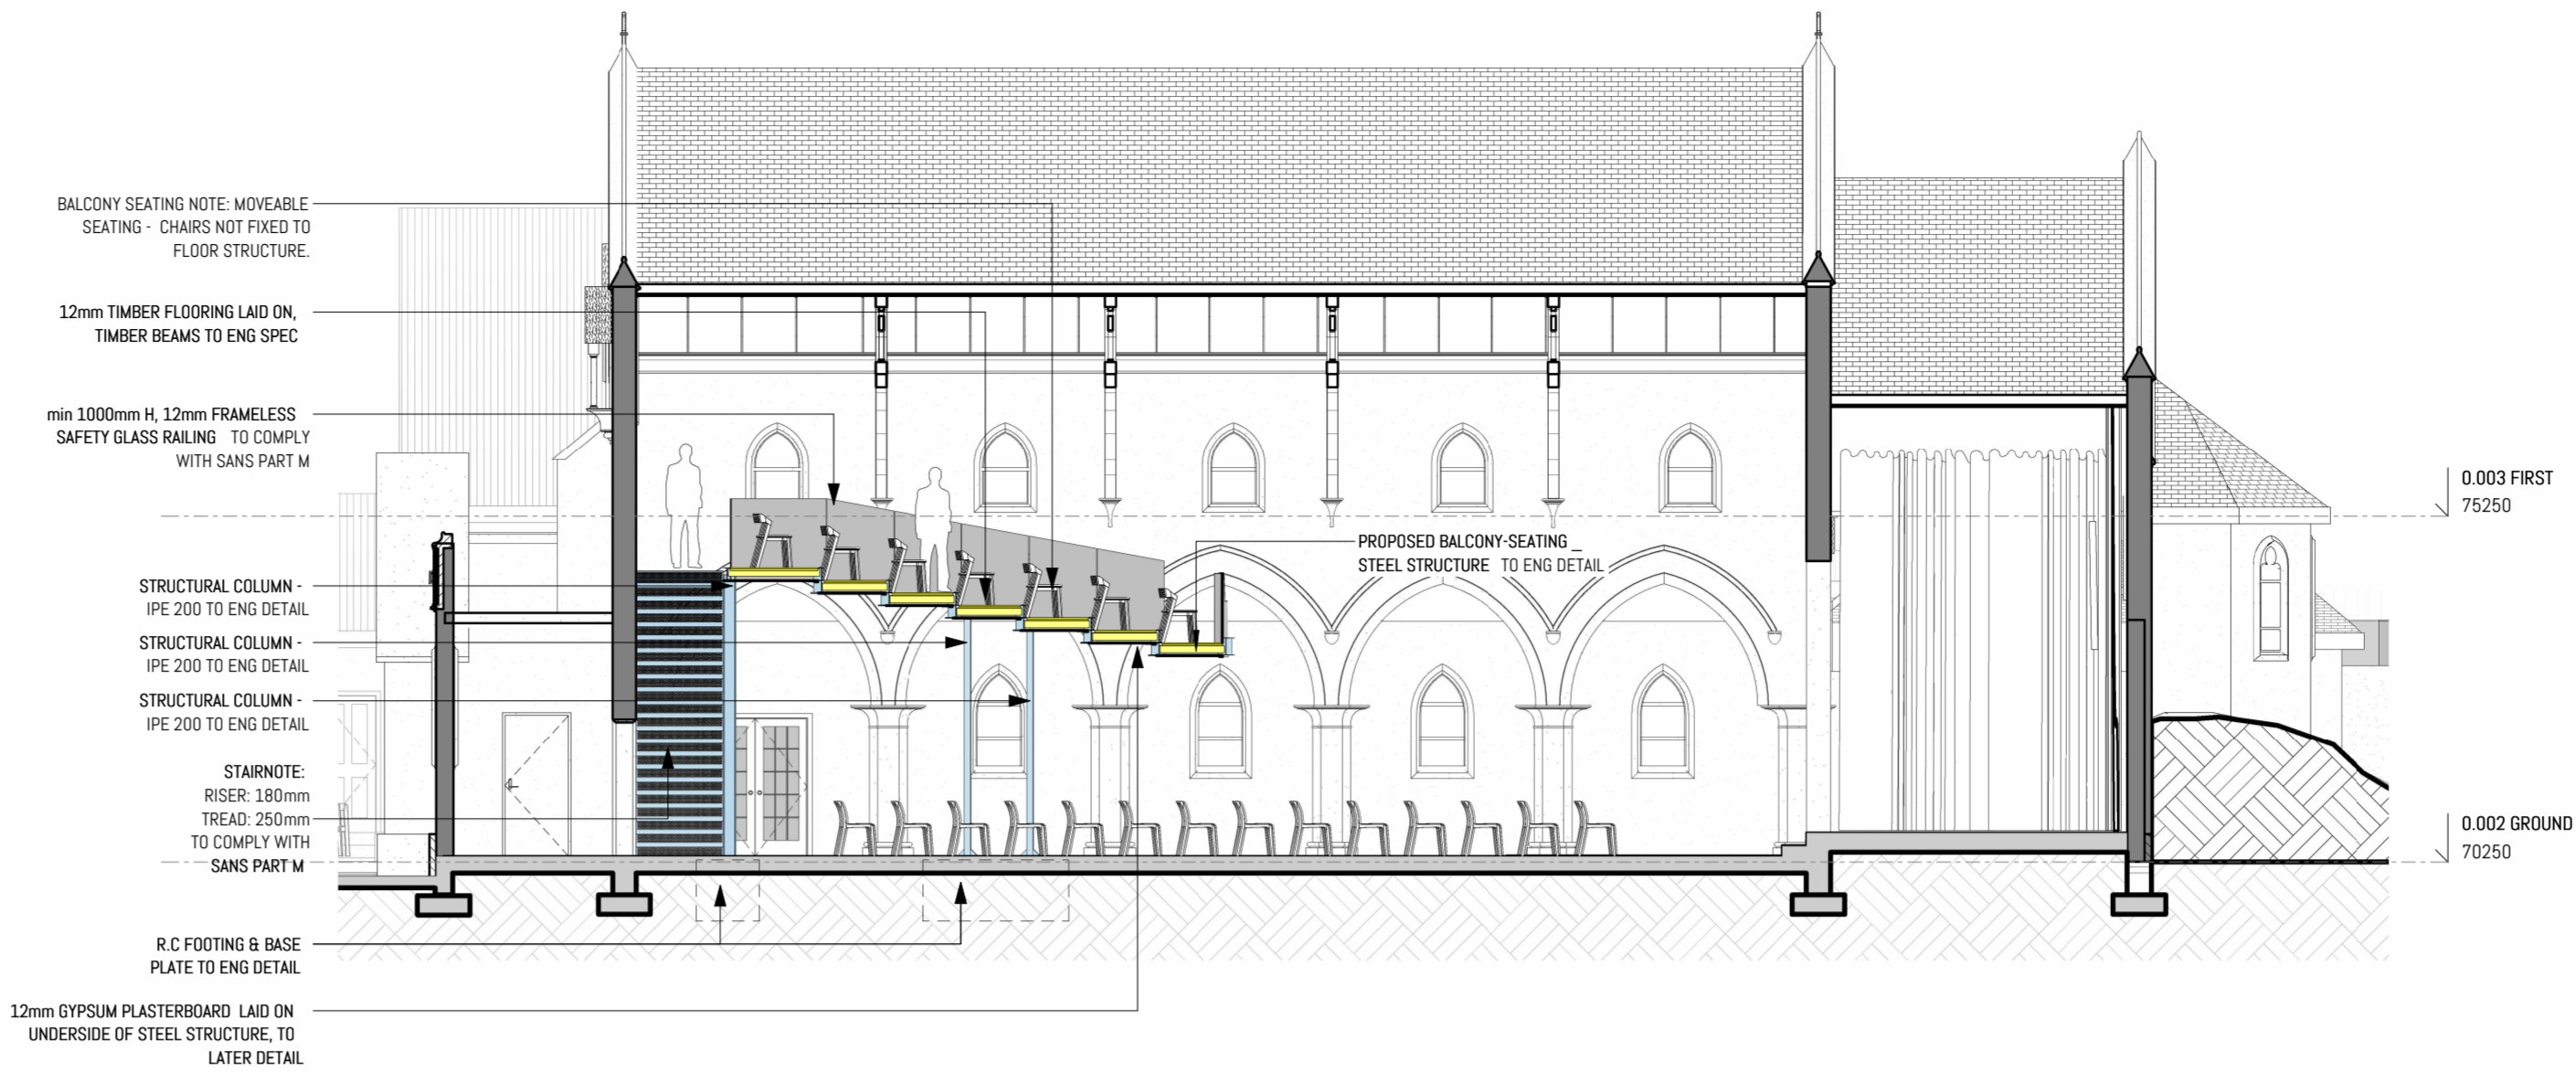 BALCONY SEATING NOTE: MOVEABLE
SEATING - CHAIRS NOT FIXED TO
FLOOR STRUCTURE.
12mm TIMBER FLOORING LAID ON,
TIMBER BEAMS TO ENG SPEC
min 1000mm H, 12mm FRAMELESS
SAFETY GLASS RAILING TO COMPLY
WITH SANS PART M
STRUCTURAL COLUMN -
IPE 200 TO ENG DETAIL
STRUCTURAL COLUMN -
IPE 200 TO ENG DETAIL
STRUCTURAL COLUMN -
IPE 200 TO ENG DETAIL
STAIRNOTE:
RISER: 180mm
TREAD: 250mm
TO COMPLY WITH
SANS PART M
R.C FOOTING & BASE
PLATE TO ENG DETAIL
12mm GYPSUM PLASTERBOARD LAID ON
UNDERSIDE OF STEEL STRUCTURE, TO
LATER DETAIL
PROPOSED BALCONY-SEATING _
STEEL STRUCTURE TO ENG DETAIL
0.003 FIRST
75250
0.002 GROUND
70250